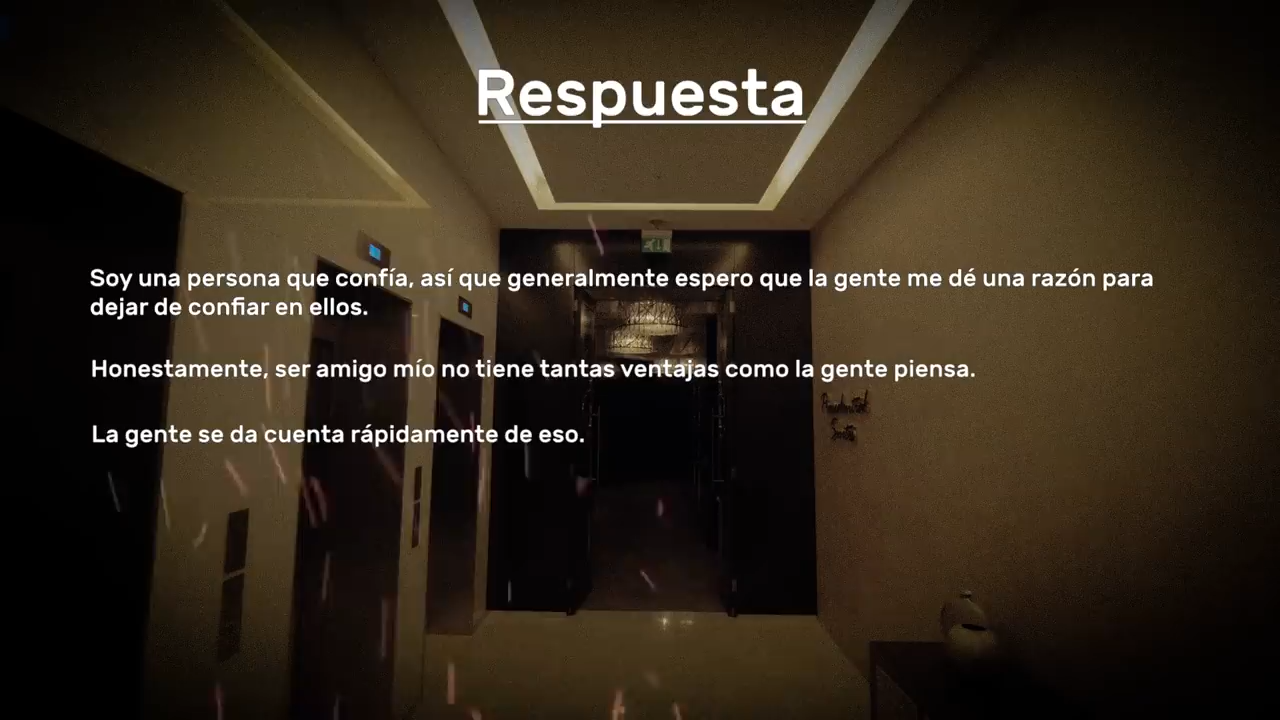 Respuesta
Soy una persona que confía, así que generalmente espero que la gente me dé una razón para
dejar de confiar en ellos.
Honestamente, ser amigo mío no tiene tantas ventajas como la gente piensa.
La gente se da cuenta rápidamente de eso.